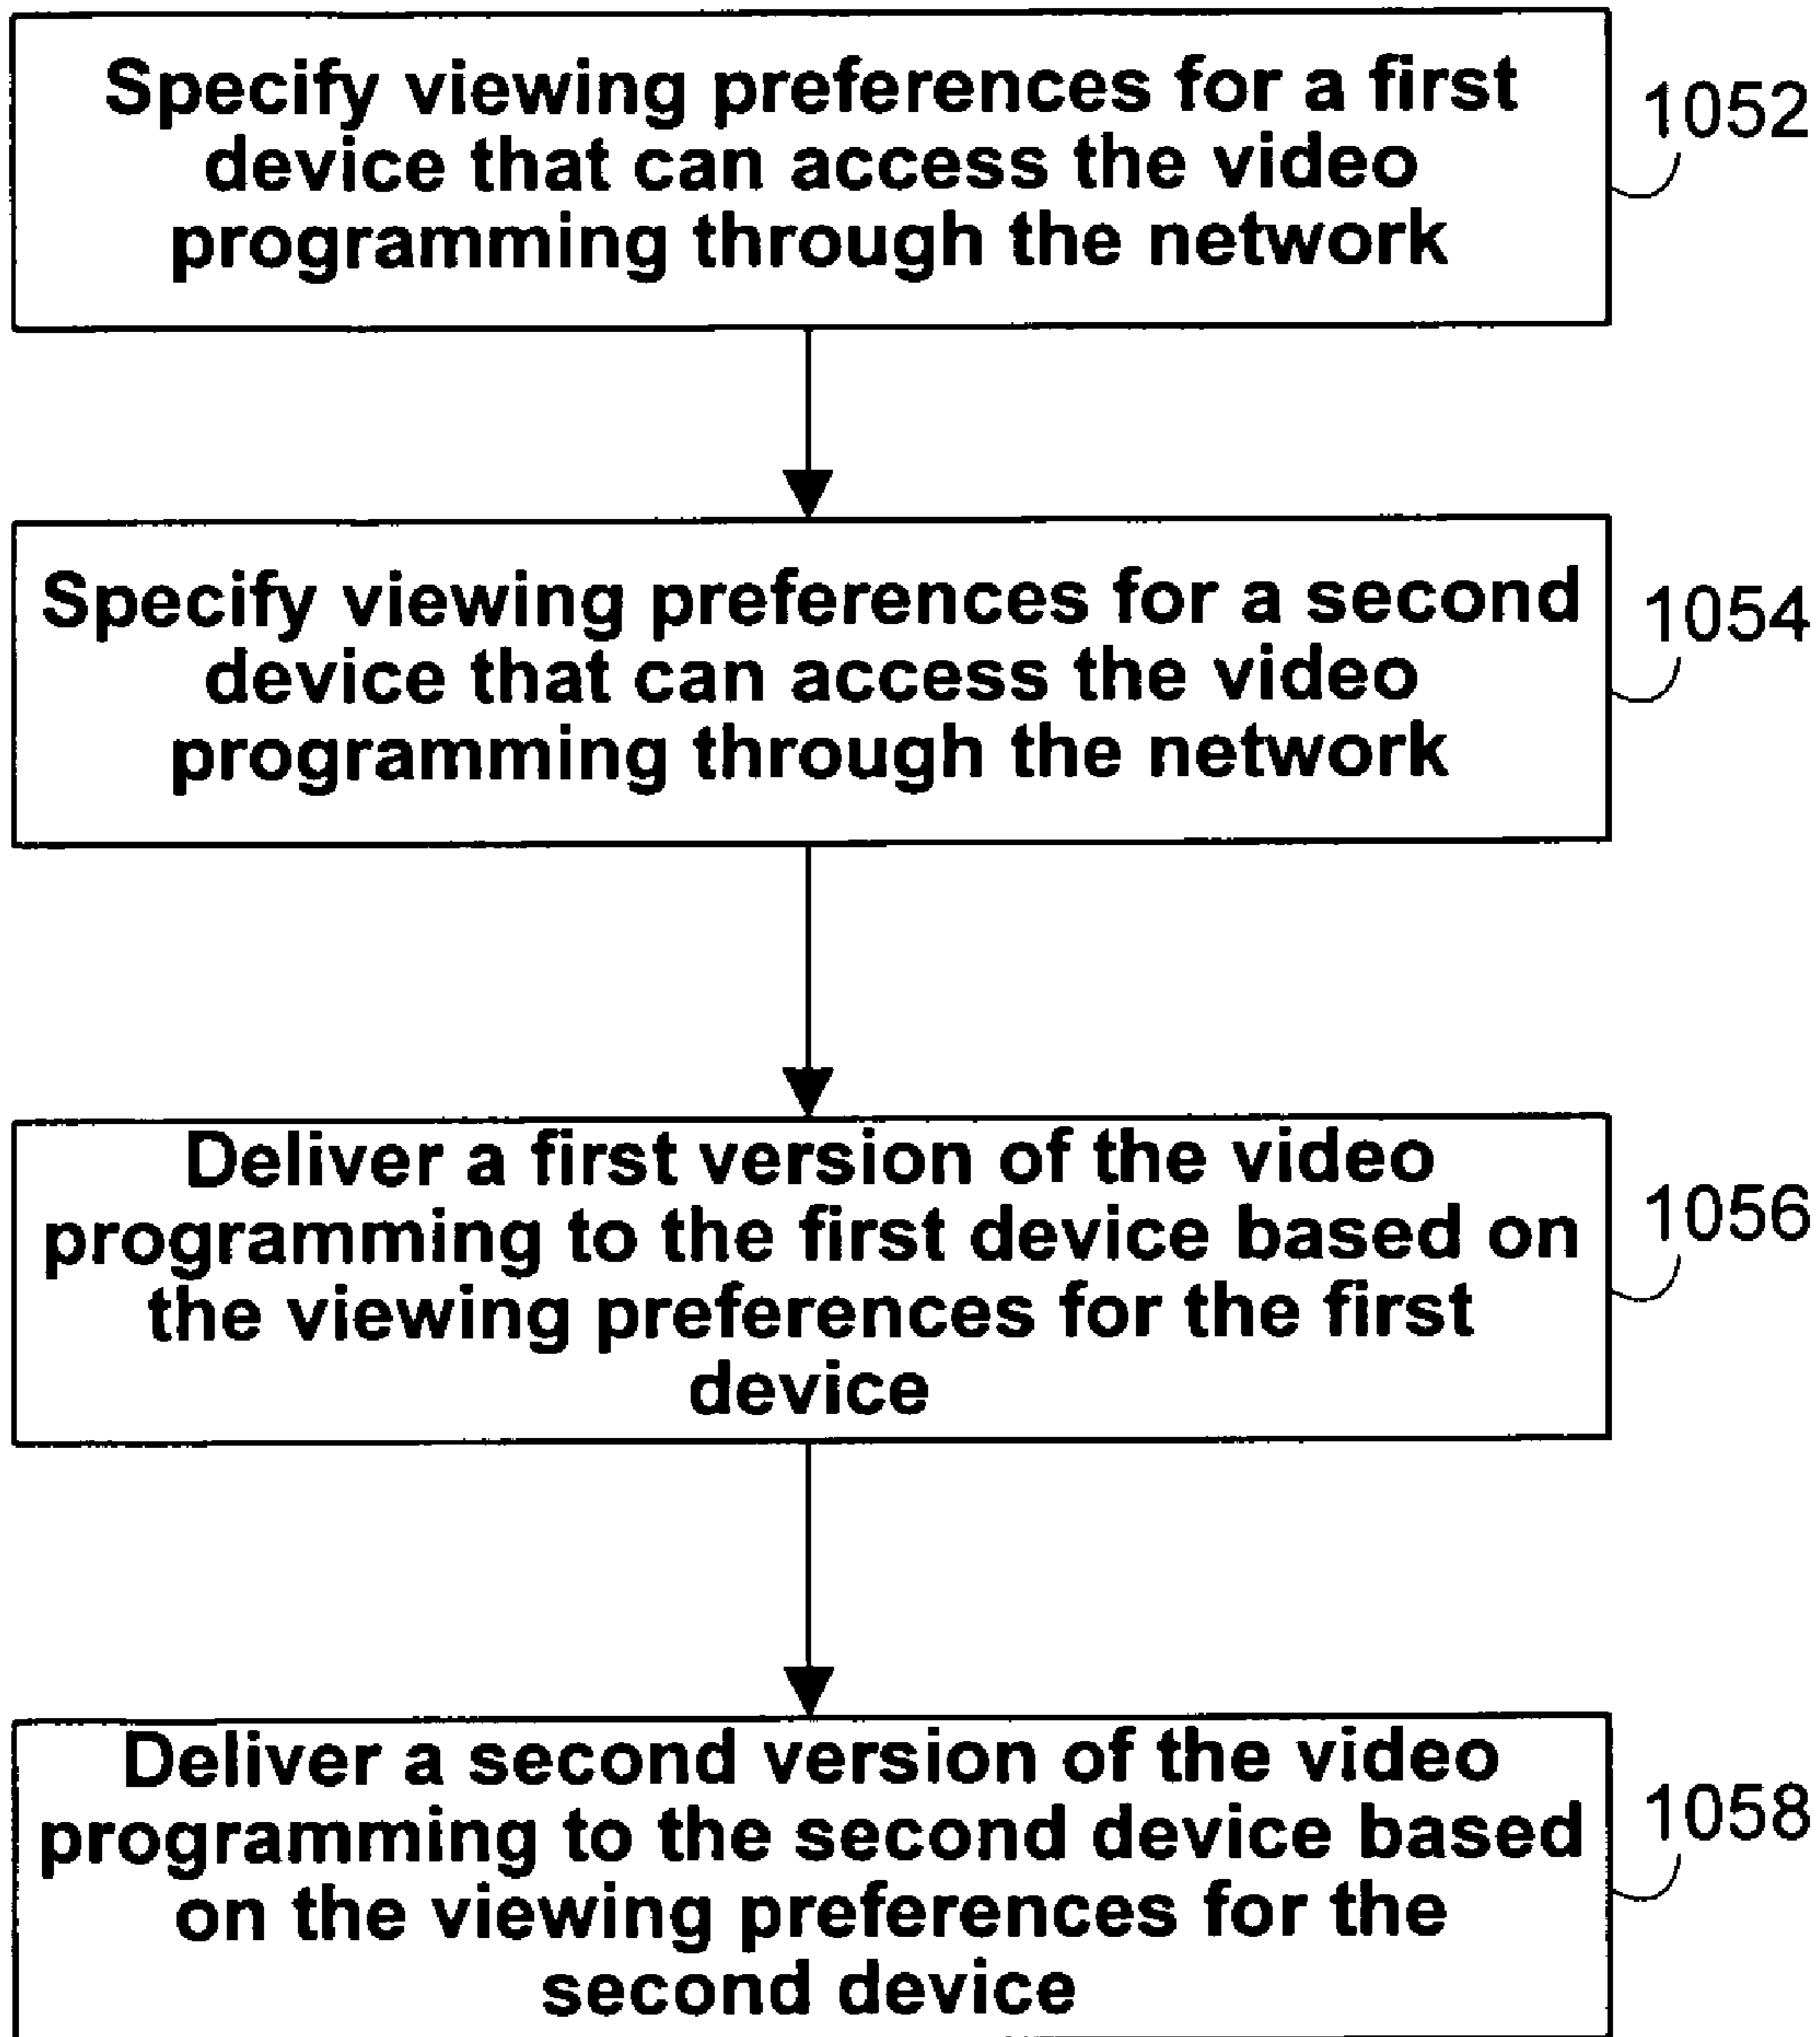 Specify viewing preferences for a first
device that can access the video
programming through the network
1052
Specify viewing preferences for a second
device that can access the video
programming through the network
1054
Deliver a first version of the video
programming to the first device based on
the viewing preferences for the first
device
1056
Deliver a second version of the video
programming to the second device based
on the viewing preferences for the
second device
1058